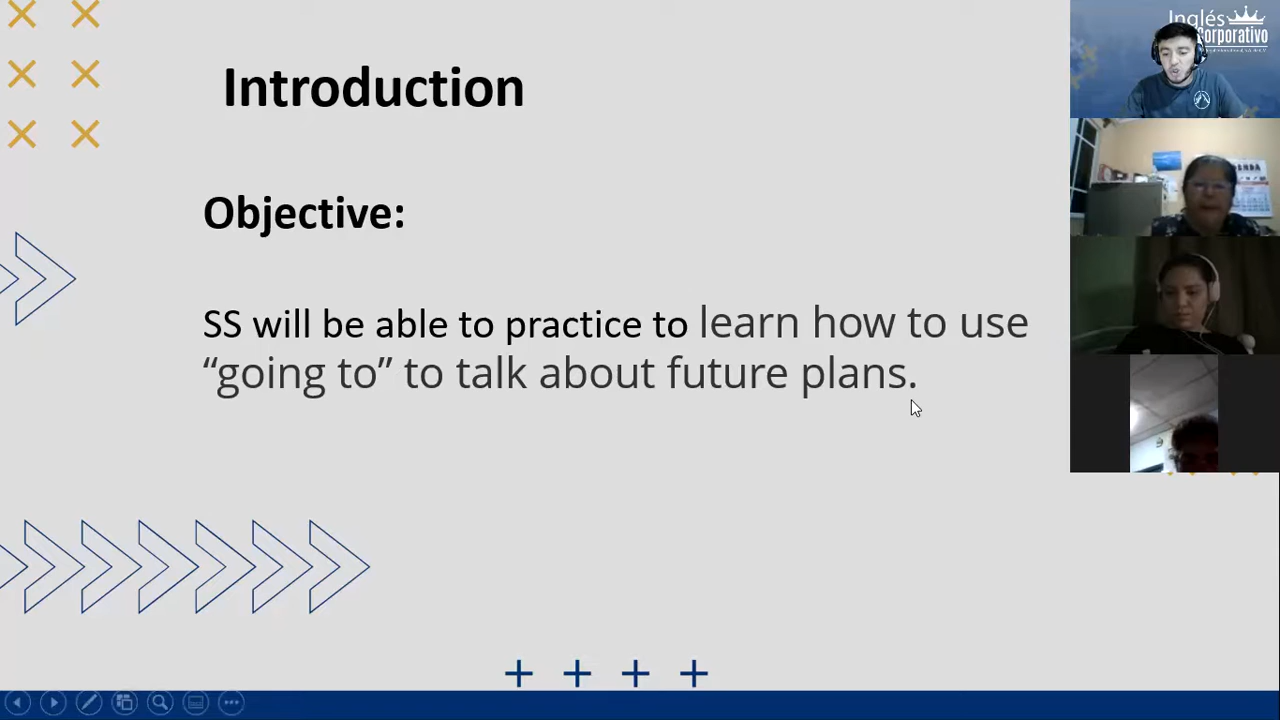 Introduction
Objective:
SS will be able to practice to learn how to use
“going to” to talk about future plans.
Inglés
Corporativo